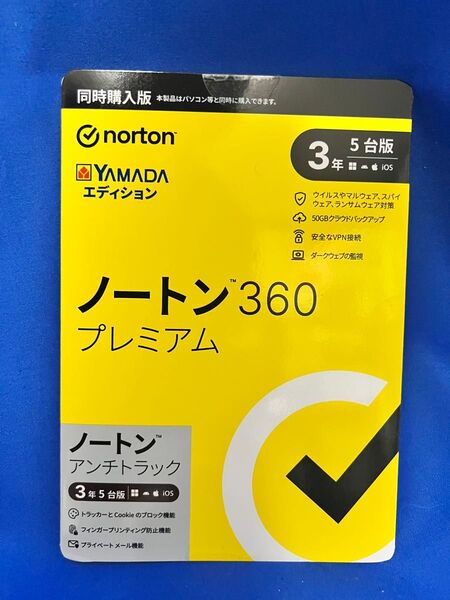 同時購入版 本製品はパソコン等と同時に購入できます。
norton™
3年 5台版
iOS
YAMADA
エディション
ウイルスやマルウェア、スパイ
ウェア、ランサムウェア対策
50GBクラウドバックアップ
安全なVPN接続
ダークウェブの監視
ノートン™ 360
プレミアム
ノートン™
アンチトラック
3年5台版 iOS
トラッカーとCookieのブロック機能
フィンガープリンティング防止機能
プライベートメール機能